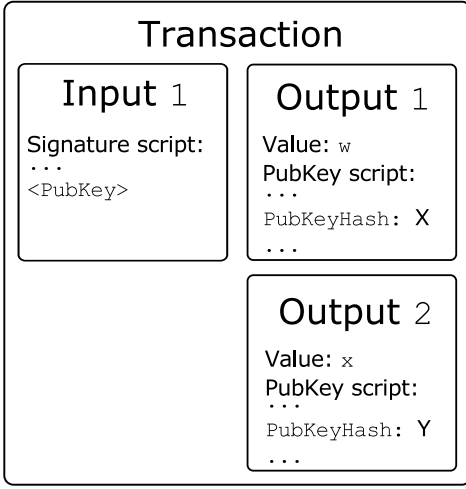 Transaction
Input 1
Signature script:
...
<PubKey>
Output 1
Value: w
PubKey script:
...
PubKeyHash: X
...
Output 2
Value: x
PubKey script:
...
PubKeyHash: Y
...